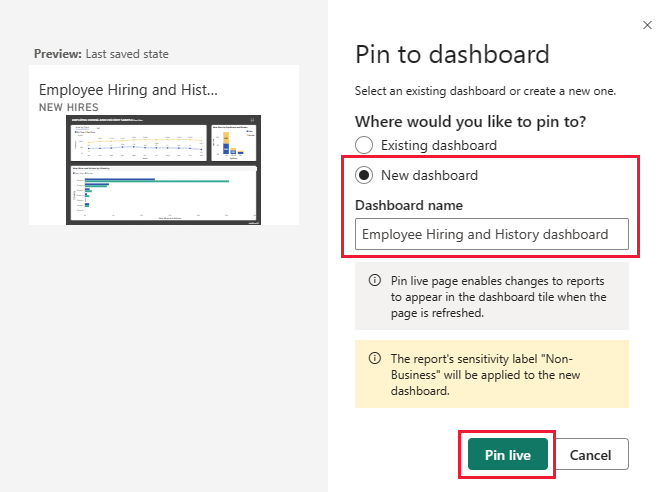 Preview: Last saved state
Employee Hiring and Hist...
NEW HIRES
Pin to dashboard
Select an existing dashboard or create a new one.
Where would you like to pin to?
Existing dashboard
New dashboard
Dashboard name
Employee Hiring and History dashboard
Pin live page enables changes to reports
to appear in the dashboard tile when the
page is refreshed.
The report's sensitivity label "Non-
Business" will be applied to the new
dashboard.
Pin live
Cancel